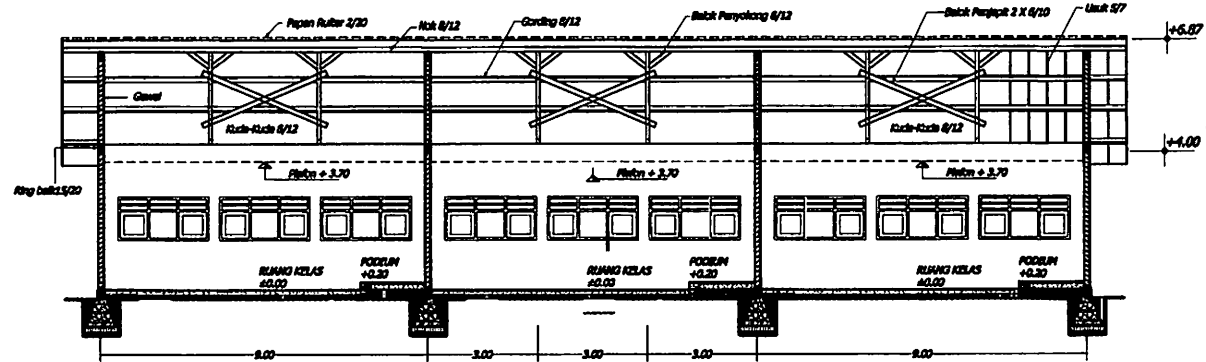 Papan Ruiter 2/20
Nok 8/12
Gording 8/12
Balok Penyokong 8/12
Balok Penjepit 2 X 6/10
Usuk 5/7
+6.87
Gewel
Kuda-Kuda 8/12
Kuda-Kuda 8/12
+4.00
Ring balk15/20
Plafon + 3.70
Plafon + 3.70
Plafon + 3.70
RUANG KELAS
±0.00
PODIUM
+0.20
RUANG KELAS
±0.00
PODIUM
+0.20
RUANG KELAS
±0.00
PODIUM
+0.20
9.00
3.00
3.00
3.00
9.00